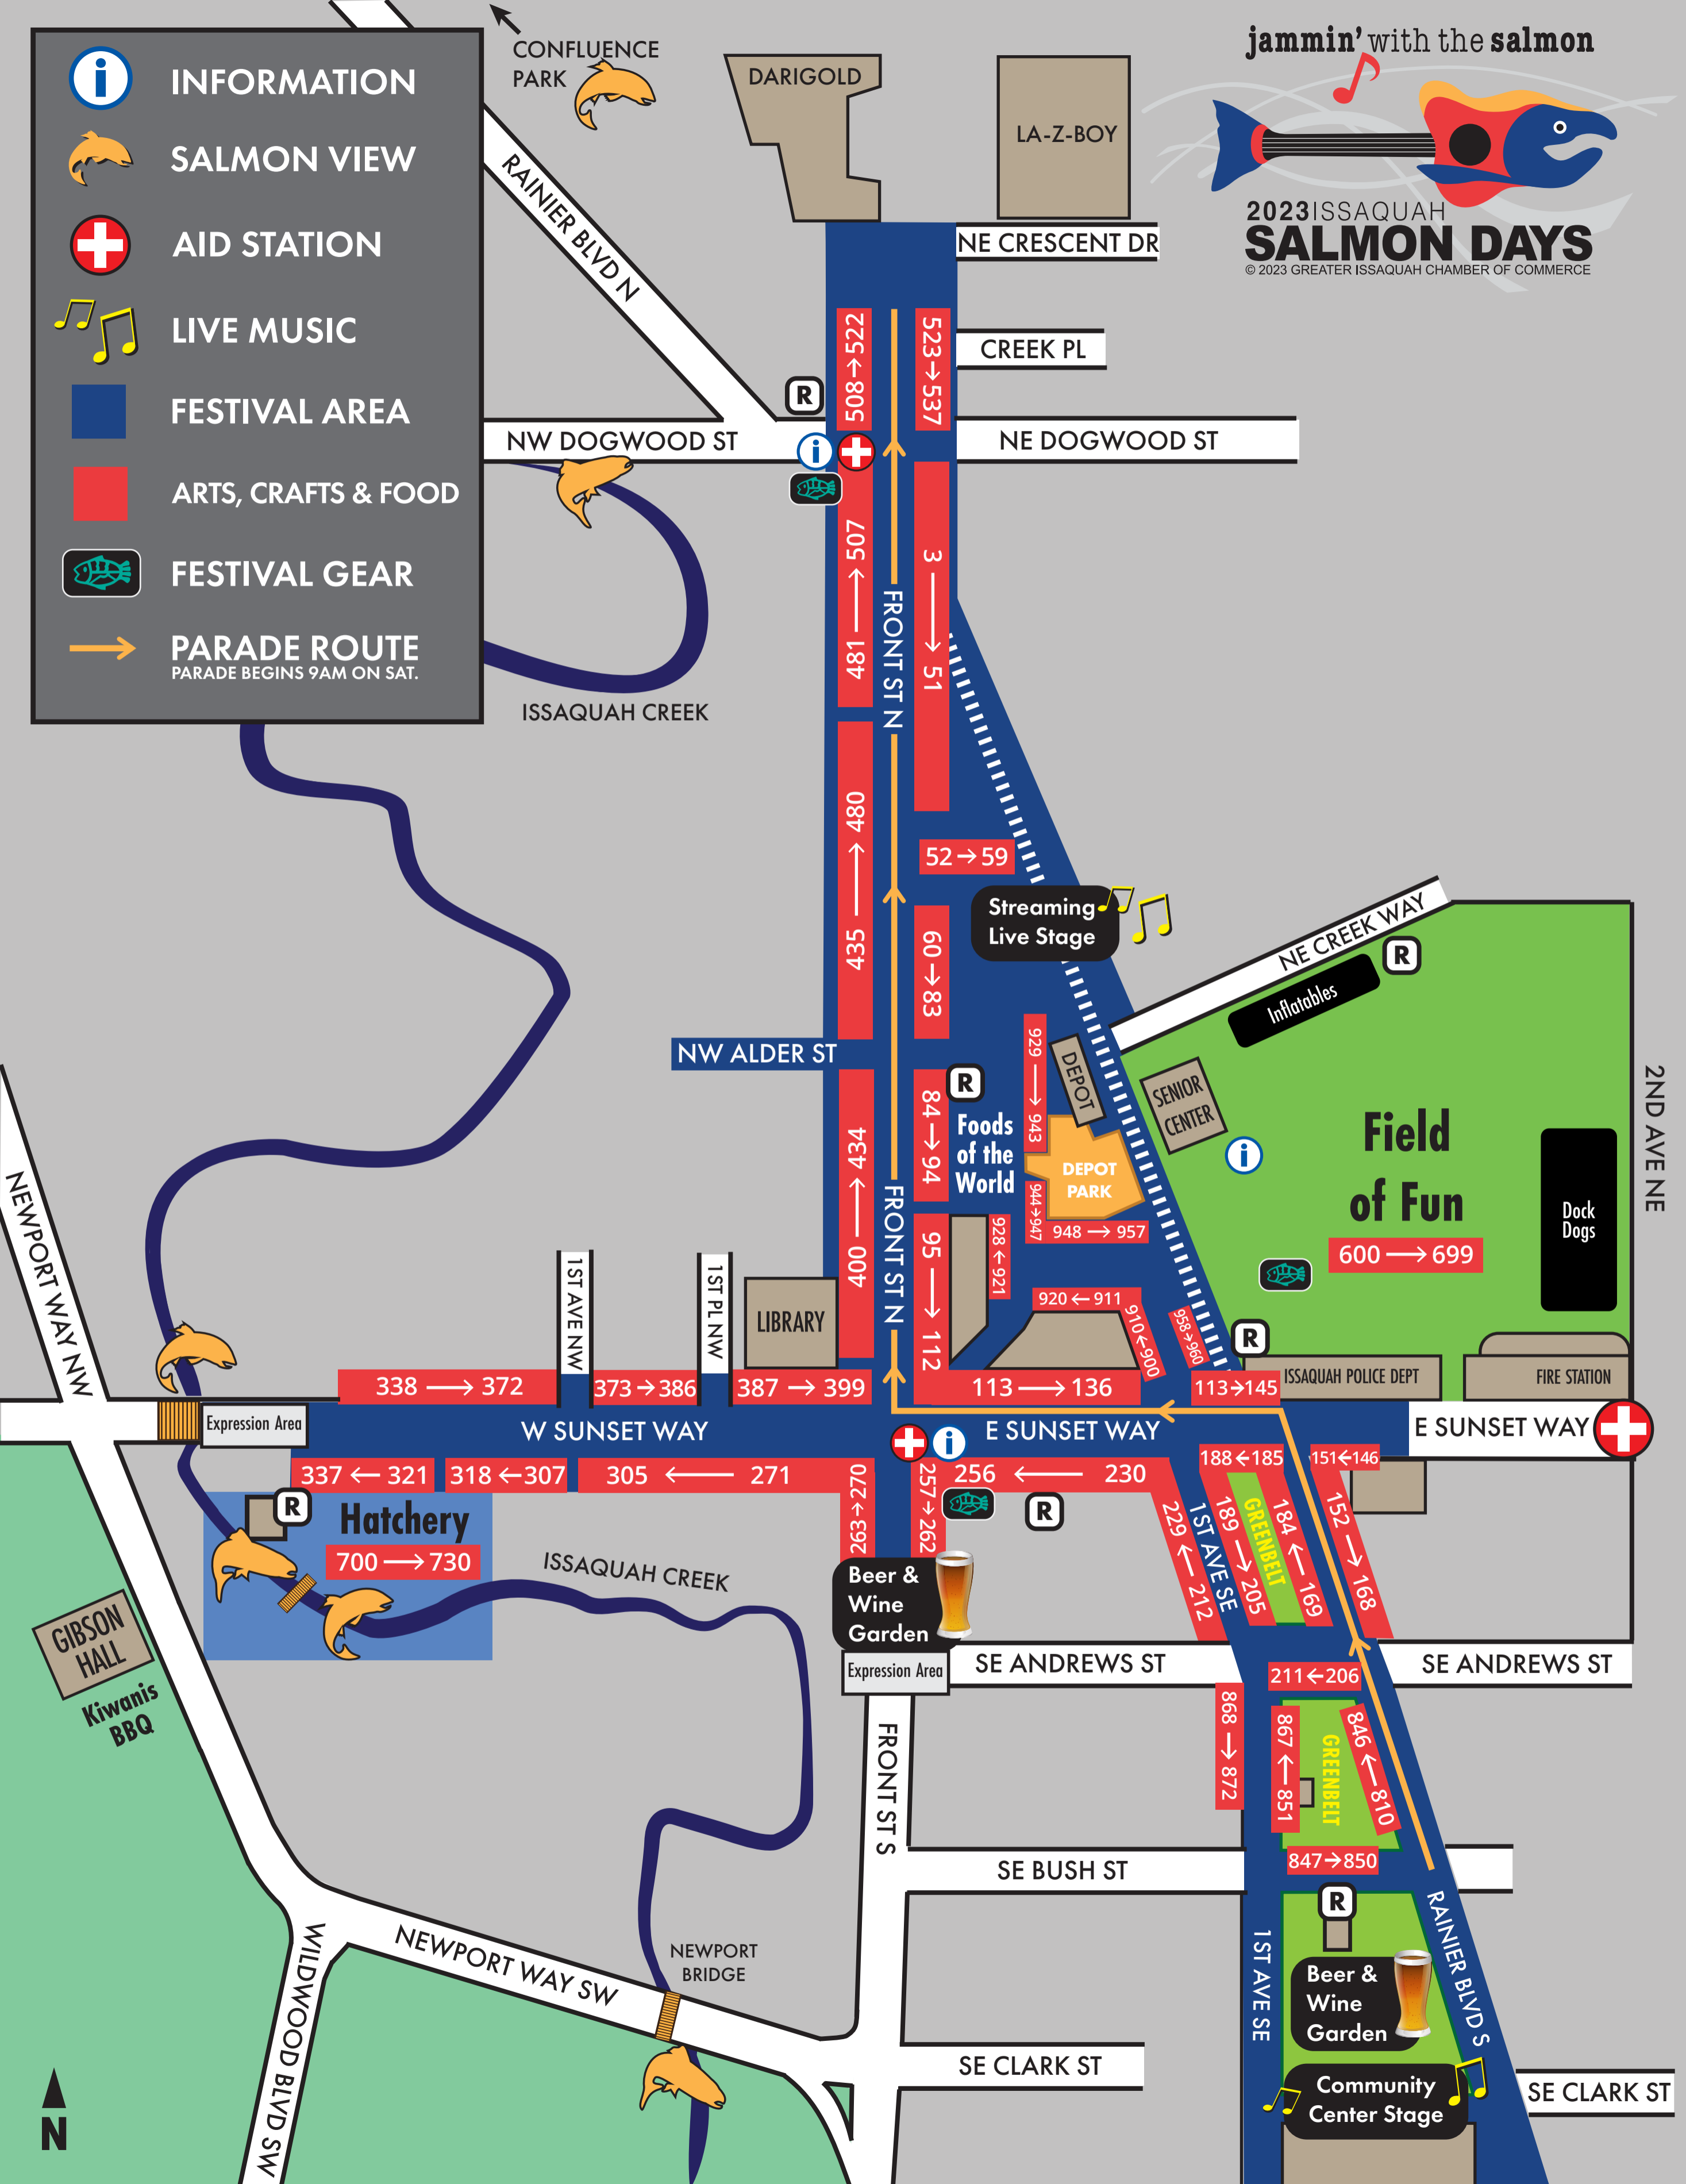 INFORMATION
SALMON VIEW
AID STATION
LIVE MUSIC
FESTIVAL AREA
ARTS, CRAFTS & FOOD
FESTIVAL GEAR
PARADE ROUTE
PARADE BEGINS 9AM ON SAT.
CONFLUENCE
PARK
DARIGOLD
LA-Z-BOY
jammin' with the salmon
2023 ISSAQUAH
SALMON DAYS
© 2023 GREATER ISSAQUAH CHAMBER OF COMMERCE
RAINIER BLVD N
NE CRESCENT DR
508→522
523→537
CREEK PL
R
NW DOGWOOD ST
i
NE DOGWOOD ST
481→507
3→51
FRONT ST N
ISSAQUAH CREEK
435→480
52→59
Streaming
Live Stage
60→83
NE CREEK WAY
R
Inflatables
NW ALDER ST
929→943
DEPOT
SENIOR
CENTER
2ND AVE NE
R
84→94
Foods
of the
World
DEPOT
PARK
i
Field
of Fun
600→699
Dock
Dogs
400→434
FRONT ST N
944→947
948→957
95→112
928←921
920←911
910←900
958→960
NEWPORT WAY NW
1ST AVE NW
1ST PL NW
LIBRARY
R
ISSAQUAH POLICE DEPT
FIRE STATION
338→372
373→386
387→399
113→136
113→145
Expression Area
W SUNSET WAY
i
E SUNSET WAY
E SUNSET WAY
337←321
318←307
305←271
263→270
257→262
256←230
188←185
151←146
R
Hatchery
700→730
R
229←212
1ST AVE SE
189→205
GREENBELT
184←169
152→168
ISSAQUAH CREEK
Beer &
Wine
Garden
GIBSON
HALL
Kiwanis
BBQ
Expression Area
SE ANDREWS ST
SE ANDREWS ST
211←206
868→872
867←851
GREENBELT
846←810
847→850
FRONT ST S
SE BUSH ST
R
1ST AVE SE
RAINIER BLVD S
Beer &
Wine
Garden
WILDWOOD BLVD SW
NEWPORT WAY SW
NEWPORT
BRIDGE
SE CLARK ST
Community
Center Stage
SE CLARK ST
N